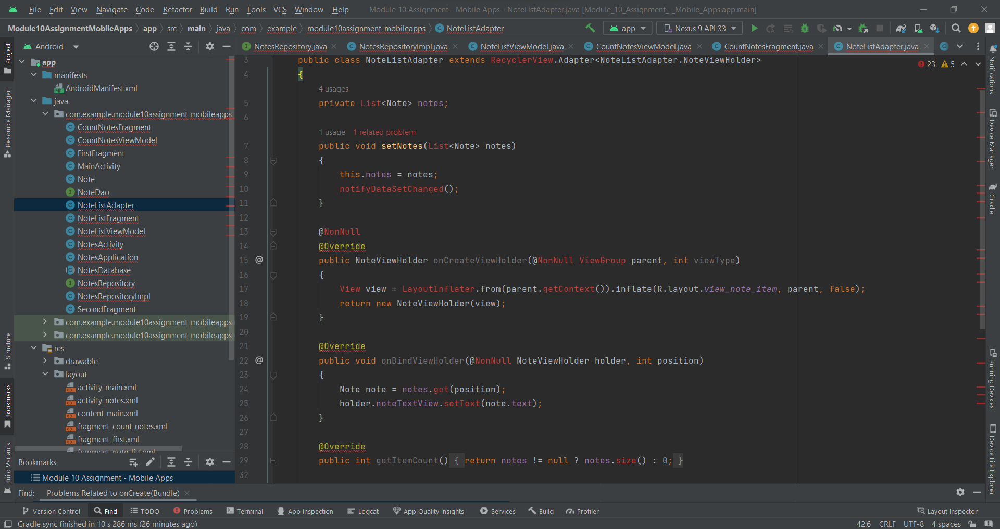 File Edit View Navigate Code Refactor Build Run Tools VCS Window Help Module 10 Assignment - Mobile Apps - NoteListAdapter.java [Module_10_Assignment_-_Mobile_Apps.app.main]
Module10AssignmentMobileApps app src main java com example module10assignment_mobileapps NoteListAdapter app Nexus 9 API 33
Android
NotesRepository.java NotesRepositoryImpl.java NoteListViewModel.java CountNotesViewModel.java CountNotesFragment.java NoteListAdapter.java
Project
Resource Manager
Structure
Bookmarks
Build Variants
app
manifests
AndroidManifest.xml
java
com.example.module10assignment_mobileapps
CountNotesFragment
CountNotesViewModel
FirstFragment
MainActivity
Note
NoteDao
NoteListAdapter
NoteListFragment
NoteListViewModel
NotesActivity
NotesApplication
NotesDatabase
NotesRepository
NotesRepositoryImpl
SecondFragment
com.example.module10assignment_mobileapps
com.example.module10assignment_mobileapps
res
drawable
layout
activity_main.xml
activity_notes.xml
content_main.xml
fragment_count_notes.xml
fragment_first.xml
fragment_note_list.xml
Bookmarks
Module 10 Assignment - Mobile Apps
23 5
3 public class NoteListAdapter extends RecyclerView.Adapter<NoteListAdapter.NoteViewHolder>
4 {
4 usages
5 private List<Note> notes;
6
1 usage 1 related problem
7 public void setNotes(List<Note> notes)
8 {
9 this.notes = notes;
10 notifyDataSetChanged();
11 }
12
13 @NonNull
14 @Override
15 @ public NoteViewHolder onCreateViewHolder(@NonNull ViewGroup parent, int viewType)
16 {
17 View view = LayoutInflater.from(parent.getContext()).inflate(R.layout.view_note_item, parent, false);
18 return new NoteViewHolder(view);
19 }
20
21 @Override
22 @ public void onBindViewHolder(@NonNull NoteViewHolder holder, int position)
23 {
24 Note note = notes.get(position);
25 holder.noteTextView.setText(note.text);
26 }
27
28 @Override
29 public int getItemCount() { return notes != null ? notes.size() : 0; }
32
Notifications
Device Manager
Gradle
Running Devices
Device File Explorer
Find: Problems Related to onCreate(Bundle)
Version Control Find TODO Problems Terminal App Inspection Logcat App Quality Insights Services Build Profiler Layout Inspector
Gradle sync finished in 10 s 286 ms (26 minutes ago) 42:6 CRLF UTF-8 4 spaces